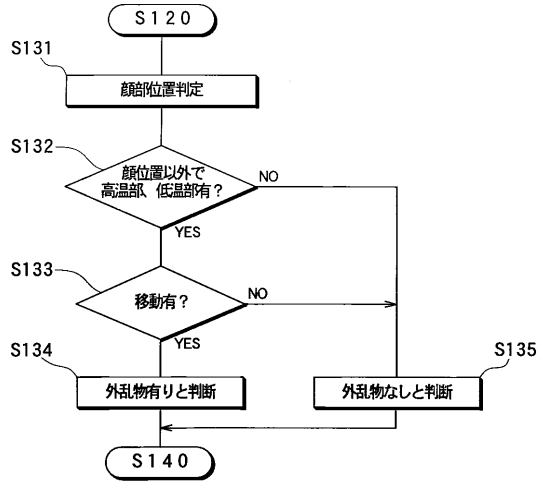 S120
S131
顔部位置判定
S132
顔位置以外で
高温部、低温部有？
NO
YES
S133
移動有？
NO
YES
S134
外乱物有りと判断
S135
外乱物なしと判断
S140